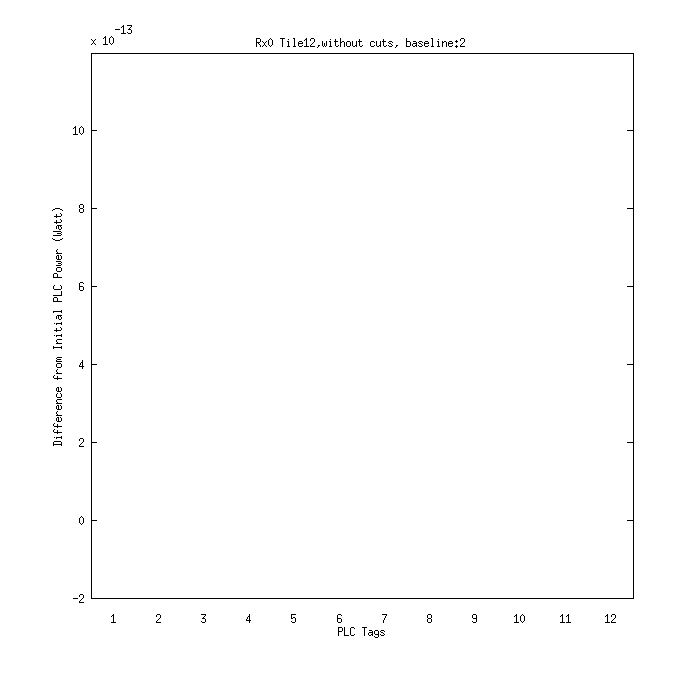 x 10^-13
Rx0 Tile12,without cuts, baseline:2
Difference from Initial PLC Power (Watt)
10
8
6
4
2
0
-2
1 2 3 4 5 6 7 8 9 10 11 12
PLC Tags